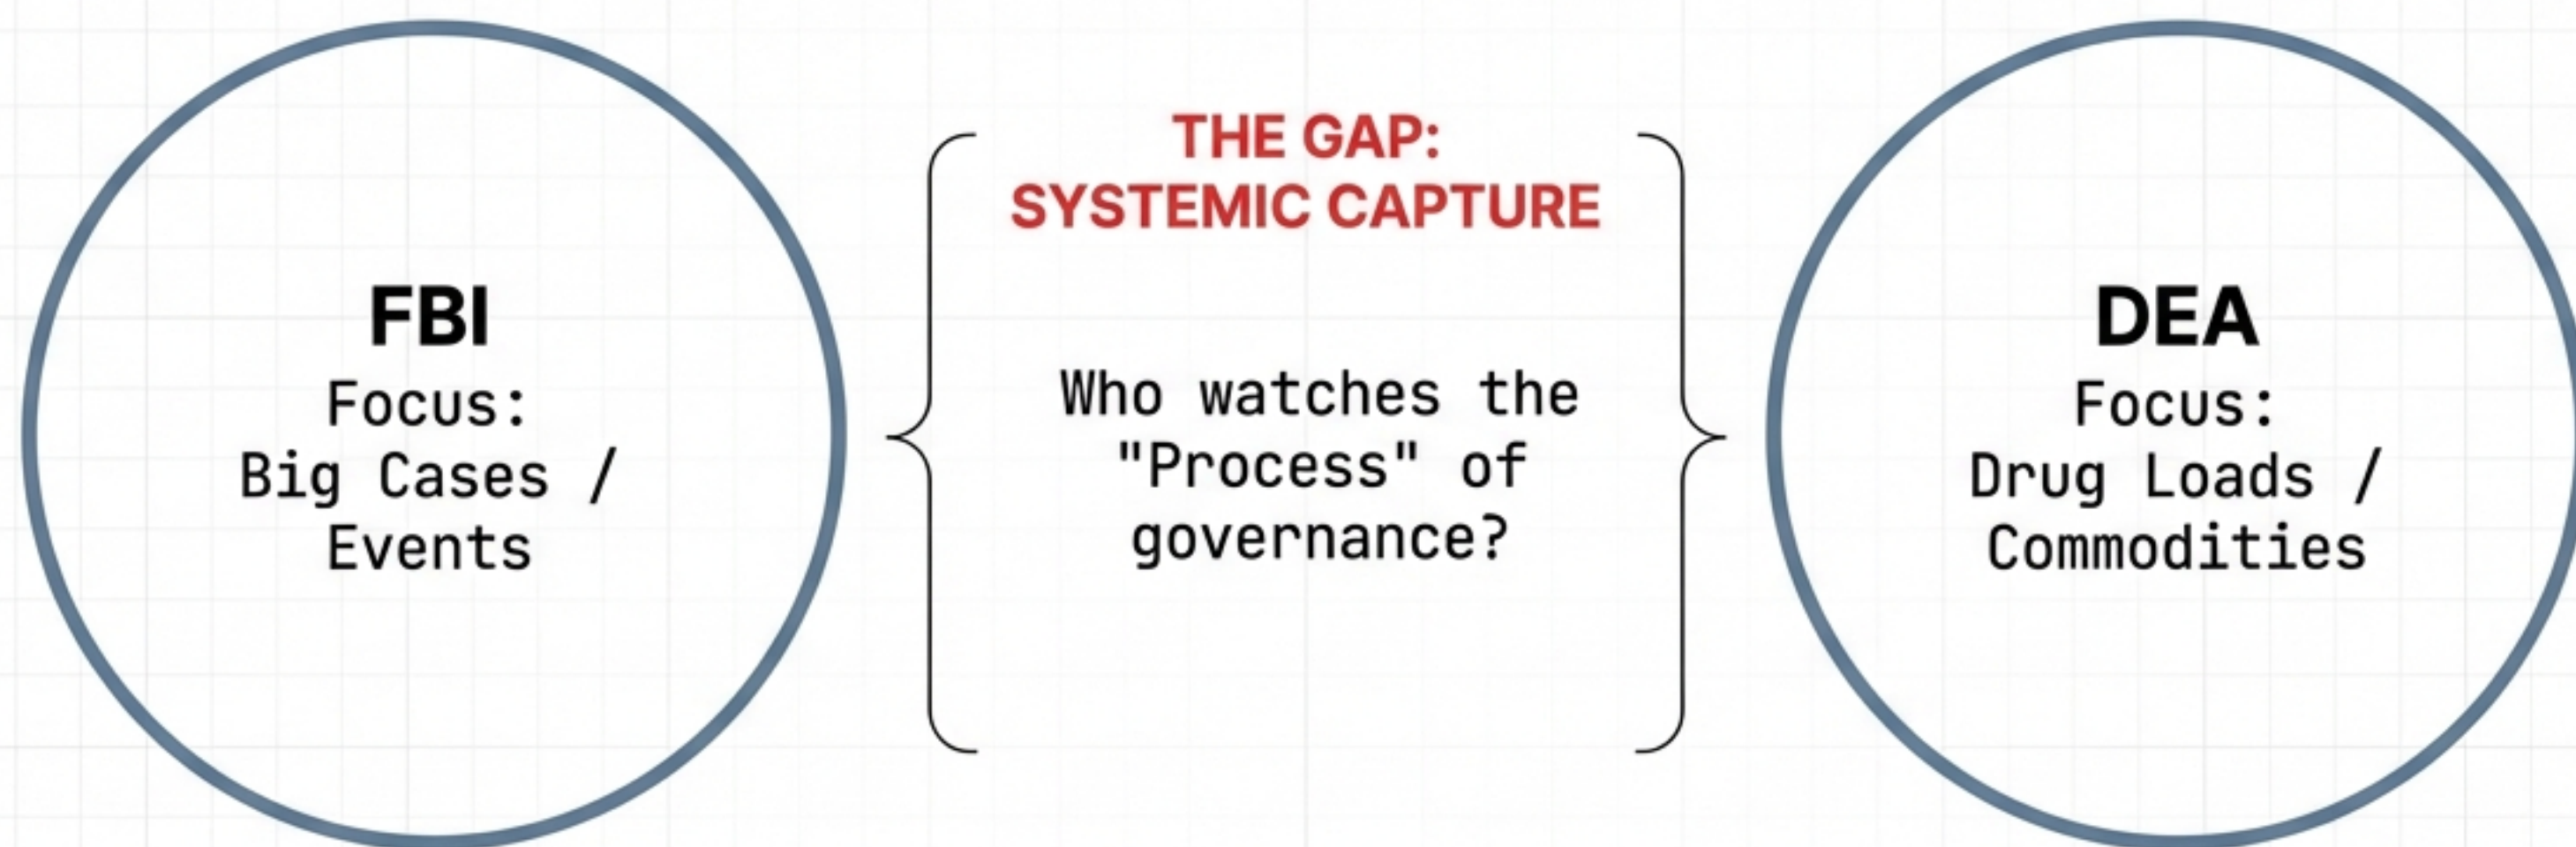 FBI
Focus:
Big Cases /
Events
THE GAP:
SYSTEMIC CAPTURE
Who watches the
"Process" of
governance?
DEA
Focus:
Drug Loads /
Commodities